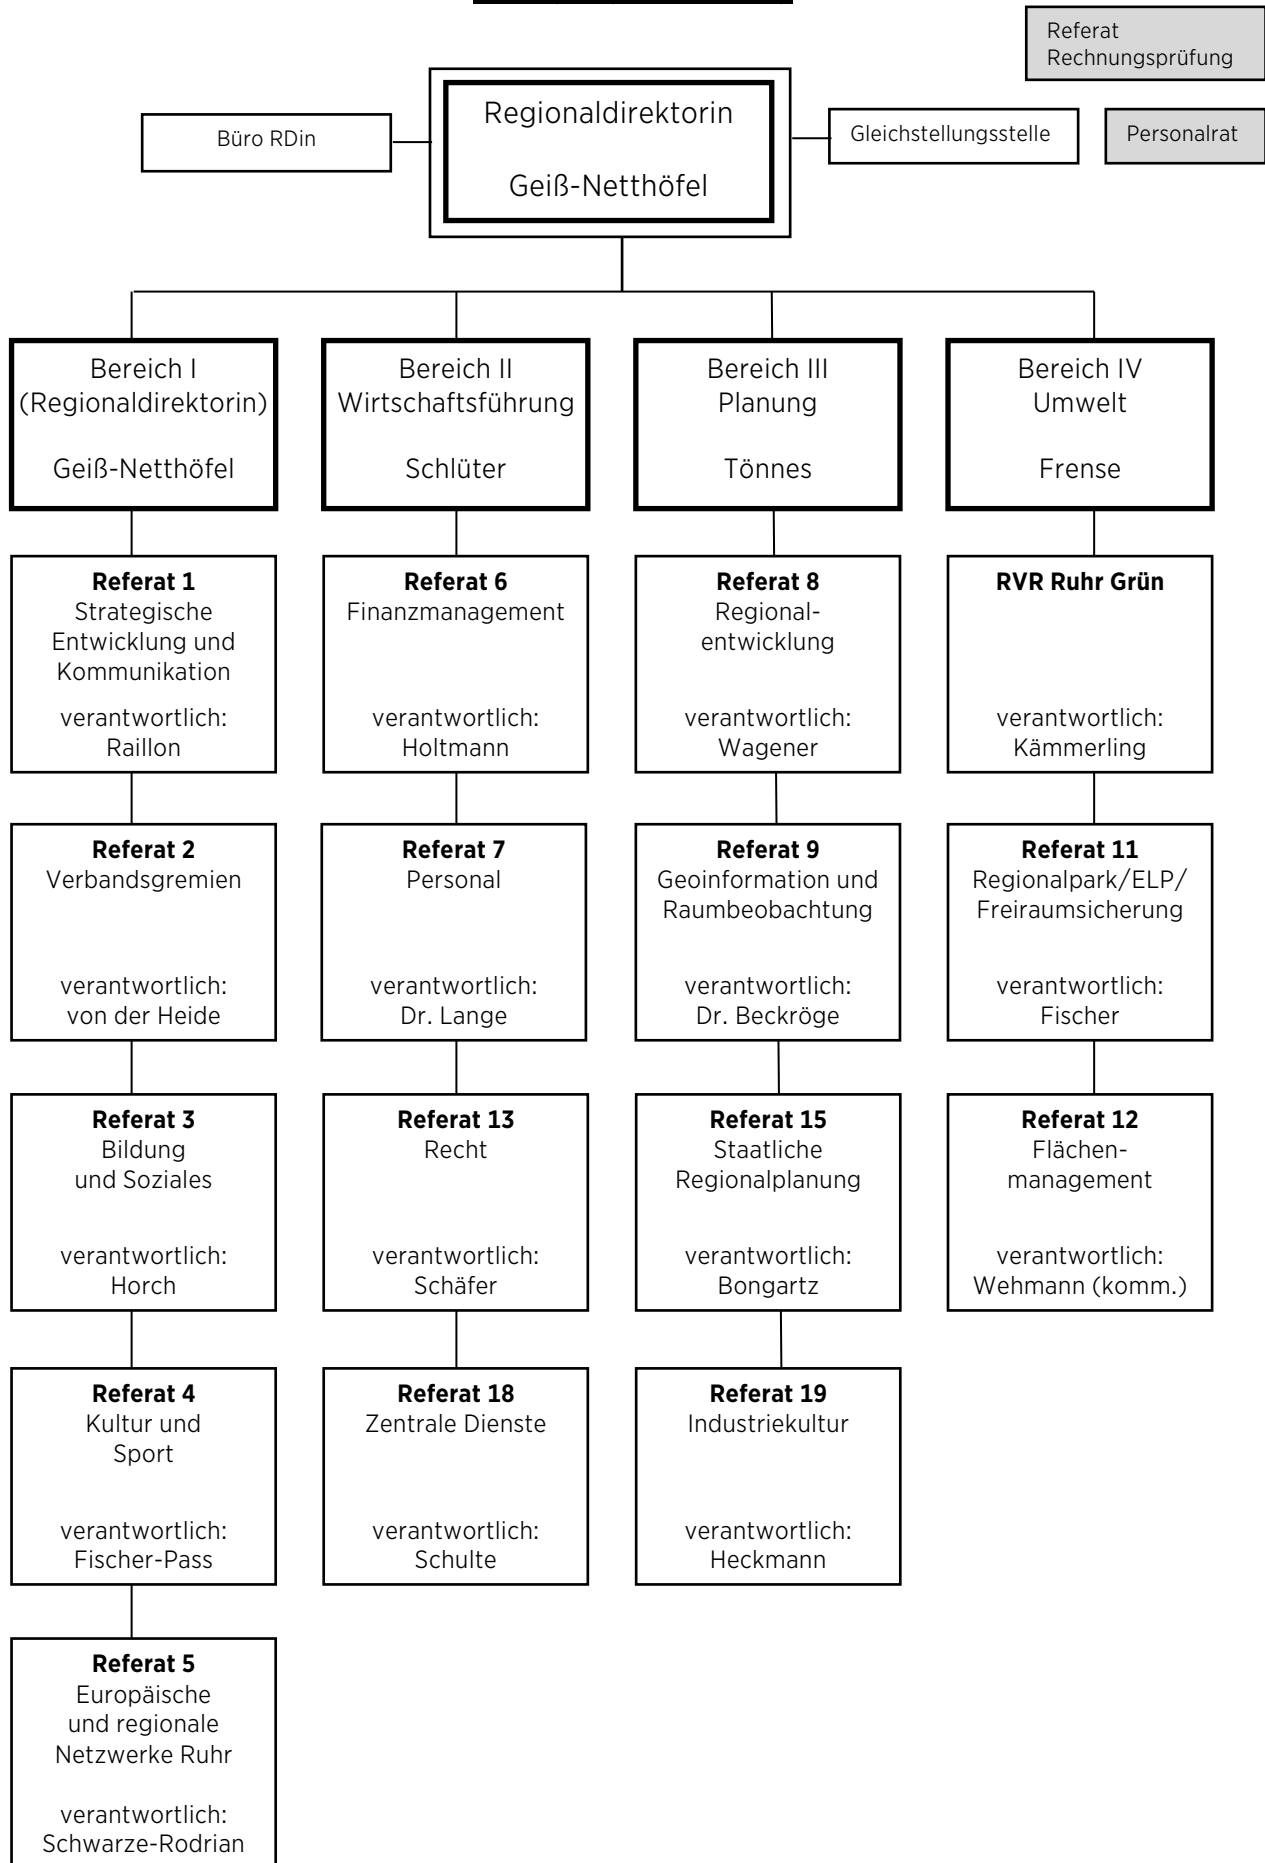 Referat
Rechnungsprüfung
Regionaldirektorin
Geiß-Netthöfel
Büro RDin
Gleichstellungsstelle
Personalrat
Bereich I
(Regionaldirektorin)
Geiß-Netthöfel
Bereich II
Wirtschaftsführung
Schlüter
Bereich III
Planung
Tönnes
Bereich IV
Umwelt
Frense
Referat 1
Strategische
Entwicklung und
Kommunikation
verantwortlich:
Raillon
Referat 6
Finanzmanagement
verantwortlich:
Holtmann
Referat 8
Regional-
entwicklung
verantwortlich:
Wagener
RVR Ruhr Grün
verantwortlich:
Kämmerling
Referat 2
Verbandsgremien
verantwortlich:
von der Heide
Referat 7
Personal
verantwortlich:
Dr. Lange
Referat 9
Geoinformation und
Raumbeobachtung
verantwortlich:
Dr. Beckröge
Referat 11
Regionalpark/ELP/
Freiraumsicherung
verantwortlich:
Fischer
Referat 3
Bildung
und Soziales
verantwortlich:
Horch
Referat 13
Recht
verantwortlich:
Schäfer
Referat 15
Staatliche
Regionalplanung
verantwortlich:
Bongartz
Referat 12
Flächen-
management
verantwortlich:
Wehmann (komm.)
Referat 4
Kultur und
Sport
verantwortlich:
Fischer-Pass
Referat 18
Zentrale Dienste
verantwortlich:
Schulte
Referat 19
Industriekultur
verantwortlich:
Heckmann
Referat 5
Europäische
und regionale
Netzwerke Ruhr
verantwortlich:
Schwarze-Rodrian